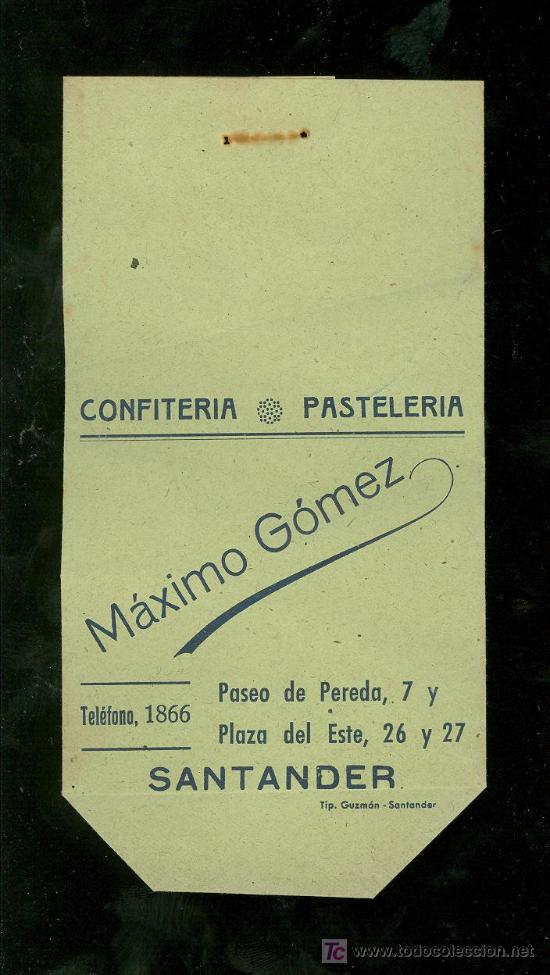 CONFITERIA PASTELERIA
Máximo Gómez
Teléfono, 1866
Paseo de Pereda, 7 y
Plaza del Este, 26 y 27
SANTANDER
Tip. Guzmán - Santander
TC www.todocoleccion.net